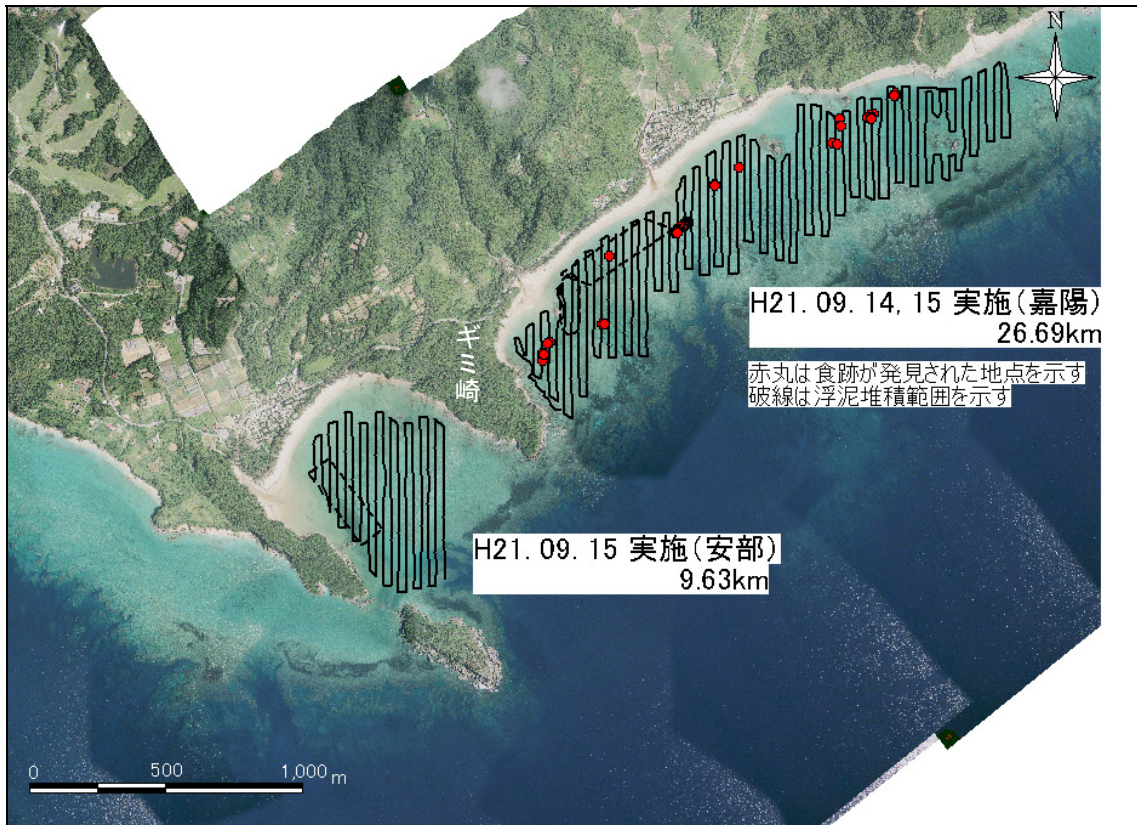 N
H21.09.14,15 実施(嘉陽)
26.69km
赤丸は食跡が発見された地点を示す
破線は浮泥堆積範囲を示す
ギミ崎
H21.09.15 実施(安部)
9.63km
0 500 1,000 m